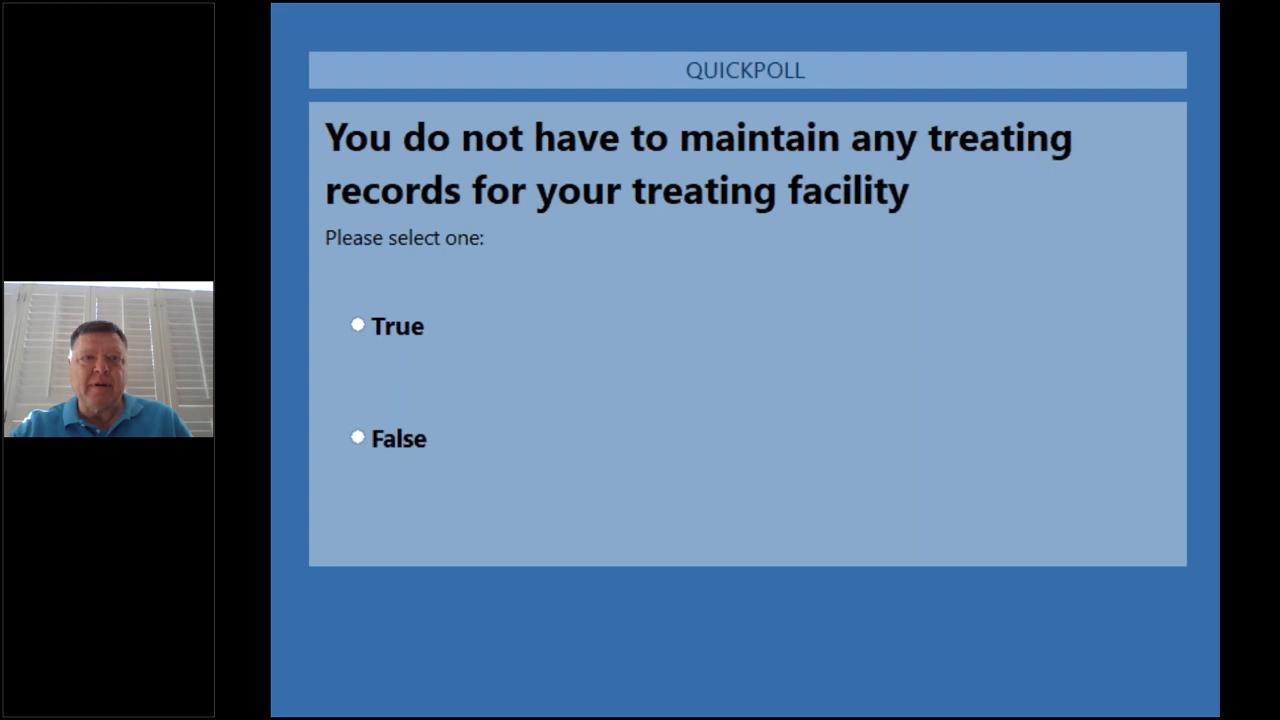 QUICKPOLL
You do not have to maintain any treating
records for your treating facility
Please select one:
True
False